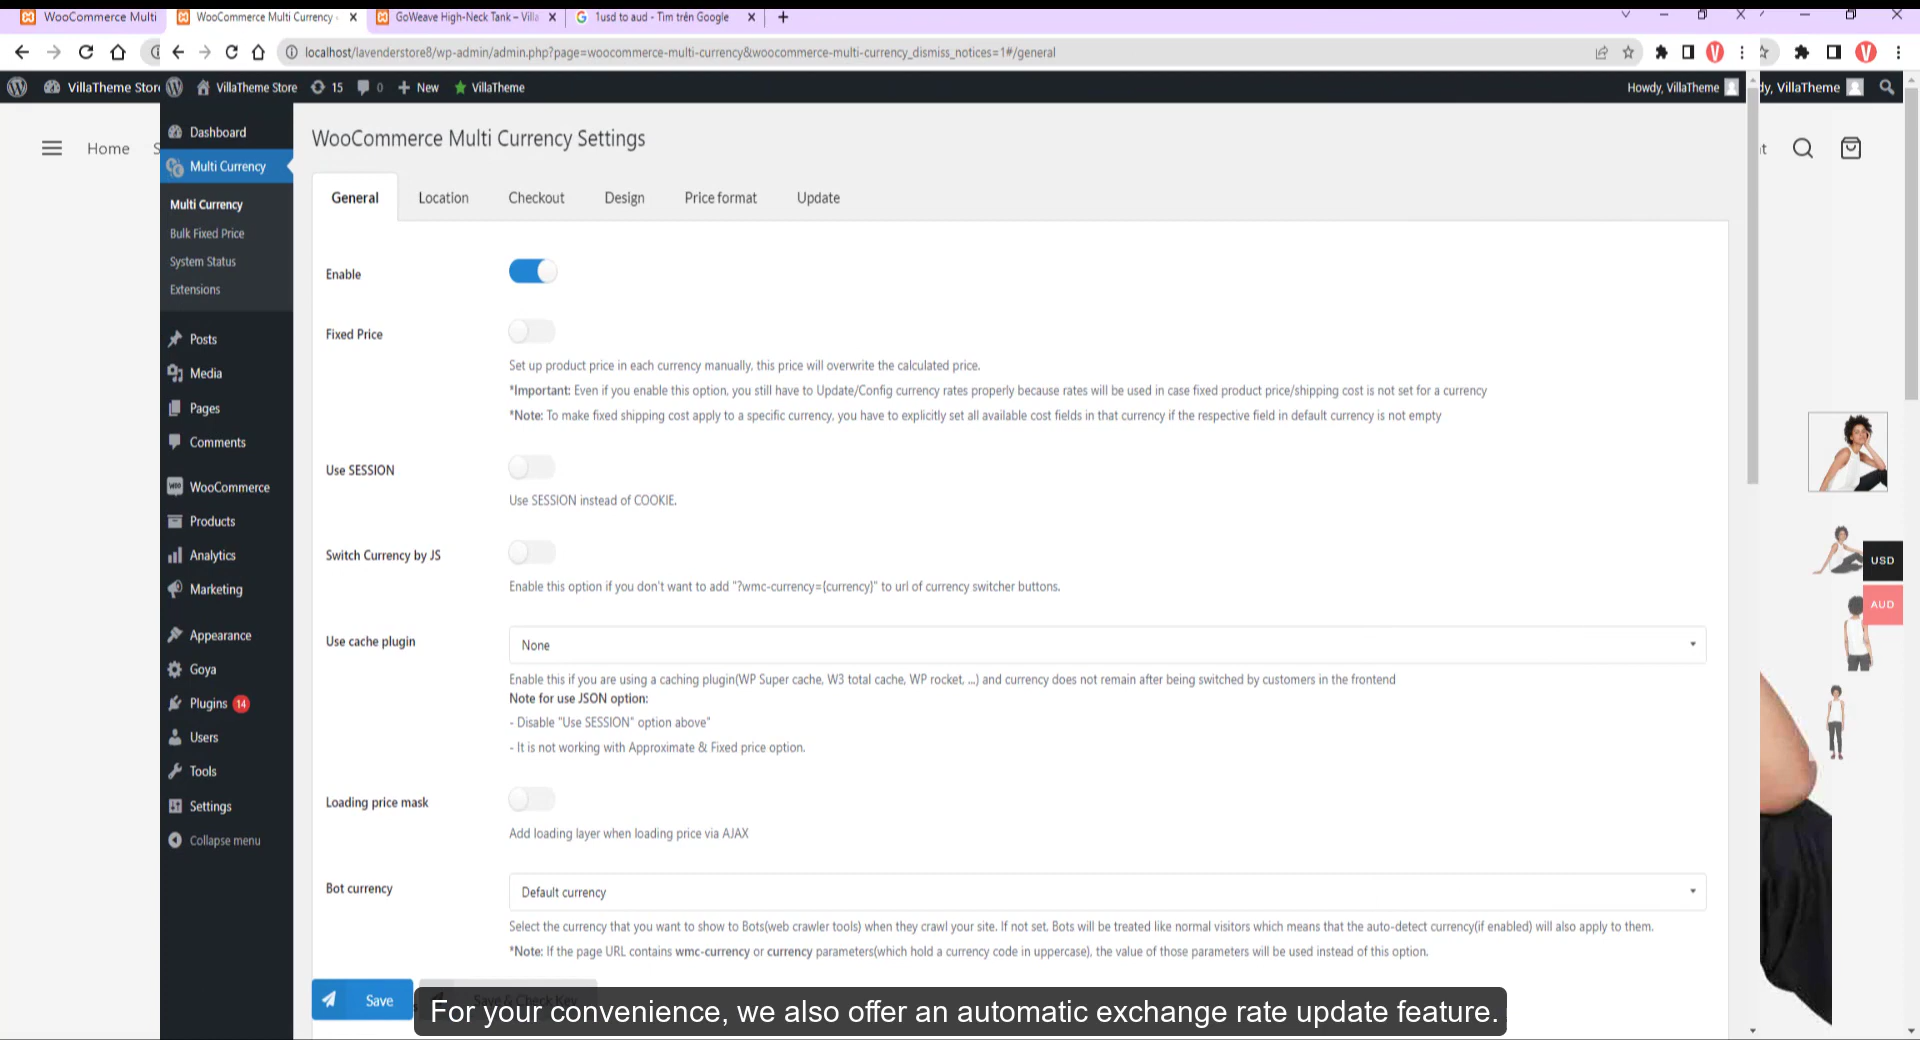 WooCommerce Multi
WooCommerce Multi Currency
GoWeave High-Neck Tank – Villa
1usd to aud - Tìm trên Google
localhost/lavenderstore8/wp-admin/admin.php?page=woocommerce-multi-currency&woocommerce-multi-currency_dismiss_notices=1#/general
VillaTheme Stor
VillaTheme Store
15
0
New
VillaTheme
Howdy, VillaTheme
dy, VillaTheme
Home
Dashboard
Multi Currency
Multi Currency
Bulk Fixed Price
System Status
Extensions
Posts
Media
Pages
Comments
WooCommerce
Products
Analytics
Marketing
Appearance
Goya
Plugins 14
Users
Tools
Settings
Collapse menu
WooCommerce Multi Currency Settings
General
Location
Checkout
Design
Price format
Update
Enable
Fixed Price
Set up product price in each currency manually, this price will overwrite the calculated price.
*Important: Even if you enable this option, you still have to Update/Config currency rates properly because rates will be used in case fixed product price/shipping cost is not set for a currency
*Note: To make fixed shipping cost apply to a specific currency, you have to explicitly set all available cost fields in that currency if the respective field in default currency is not empty
Use SESSION
Use SESSION instead of COOKIE.
Switch Currency by JS
Enable this option if you don't want to add "?wmc-currency={currency}" to url of currency switcher buttons.
Use cache plugin
None
Enable this if you are using a caching plugin(WP Super cache, W3 total cache, WP rocket, ...) and currency does not remain after being switched by customers in the frontend
Note for use JSON option:
- Disable "Use SESSION" option above"
- It is not working with Approximate & Fixed price option.
Loading price mask
Add loading layer when loading price via AJAX
Bot currency
Default currency
Select the currency that you want to show to Bots(web crawler tools) when they crawl your site. If not set, Bots will be treated like normal visitors which means that the auto-detect currency(if enabled) will also apply to them.
*Note: If the page URL contains wmc-currency or currency parameters(which hold a currency code in uppercase), the value of those parameters will be used instead of this option.
Save
Save & Check Key
For your convenience, we also offer an automatic exchange rate update feature.
USD
AUD